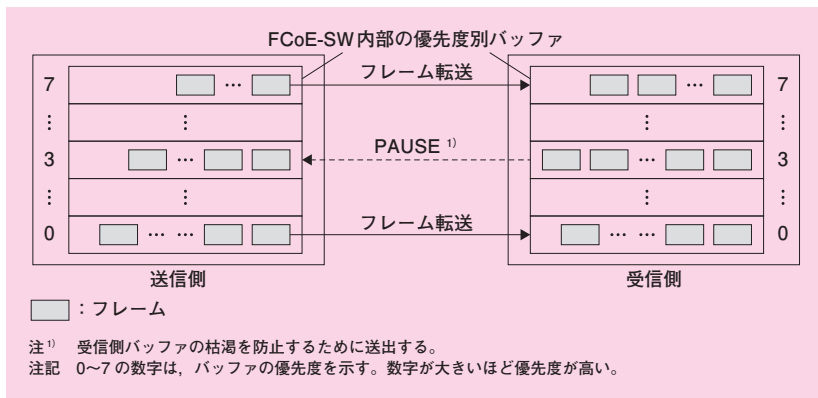 FCoE-SW内部の優先度別バッファ
フレーム転送
7 … … 7
⋮ ⋮ ⋮ ⋮
PAUSE 1)
3 … … 3
⋮ ⋮ ⋮ ⋮
フレーム転送
0 … … … … 0
送信側 受信側
：フレーム
注1) 受信側バッファの枯渇を防止するために送出する。
注記 0〜7の数字は，バッファの優先度を示す。数字が大きいほど優先度が高い。